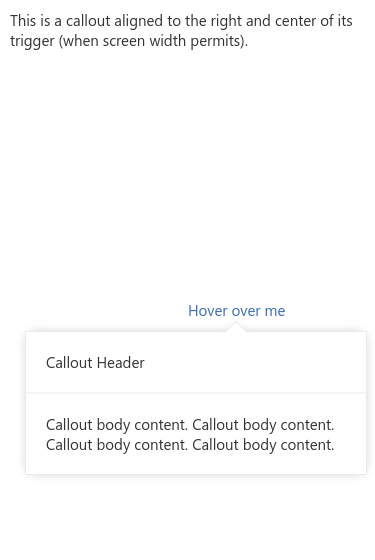 This is a callout aligned to the right and center of its
trigger (when screen width permits).
Hover over me
Callout Header
Callout body content. Callout body content.
Callout body content. Callout body content.